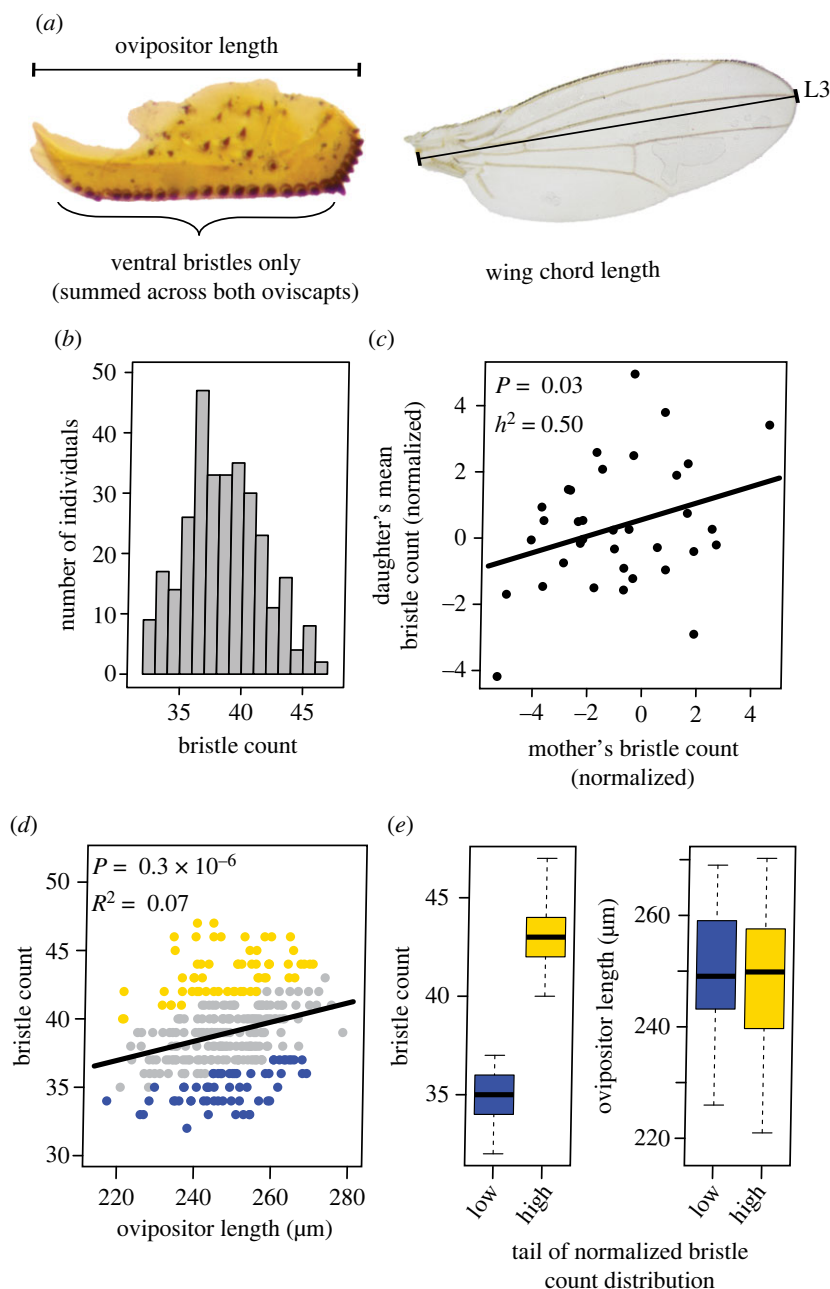 (a)
ovipositor length
L3
ventral bristles only
(summed across both oviscapts)
wing chord length
(b)
50
40
30
20
10
0
number of individuals
35 40 45
bristle count
(c)
P = 0.03
h² = 0.50
4
2
0
−2
−4
daughter's mean
bristle count (normalized)
−4 −2 0 2 4
mother's bristle count
(normalized)
(d)
P = 0.3 × 10⁻⁶
R² = 0.07
50
45
40
35
30
bristle count
220 240 260 280
ovipositor length (µm)
(e)
45
40
35
bristle count
low high
260
240
220
ovipositor length (µm)
low high
tail of normalized bristle
count distribution